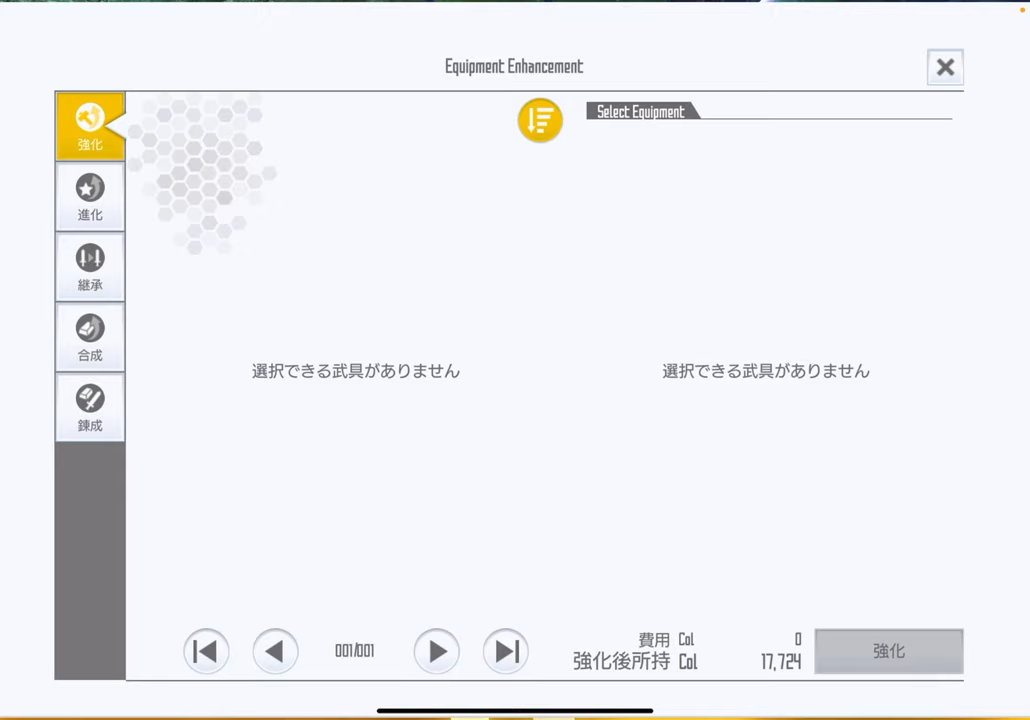 Equipment Enhancement
強化
Select Equipment
進化
継承
合成
錬成
選択できる武具がありません
選択できる武具がありません
001/001
費用 Col 0
強化後所持 Col 17,724
強化